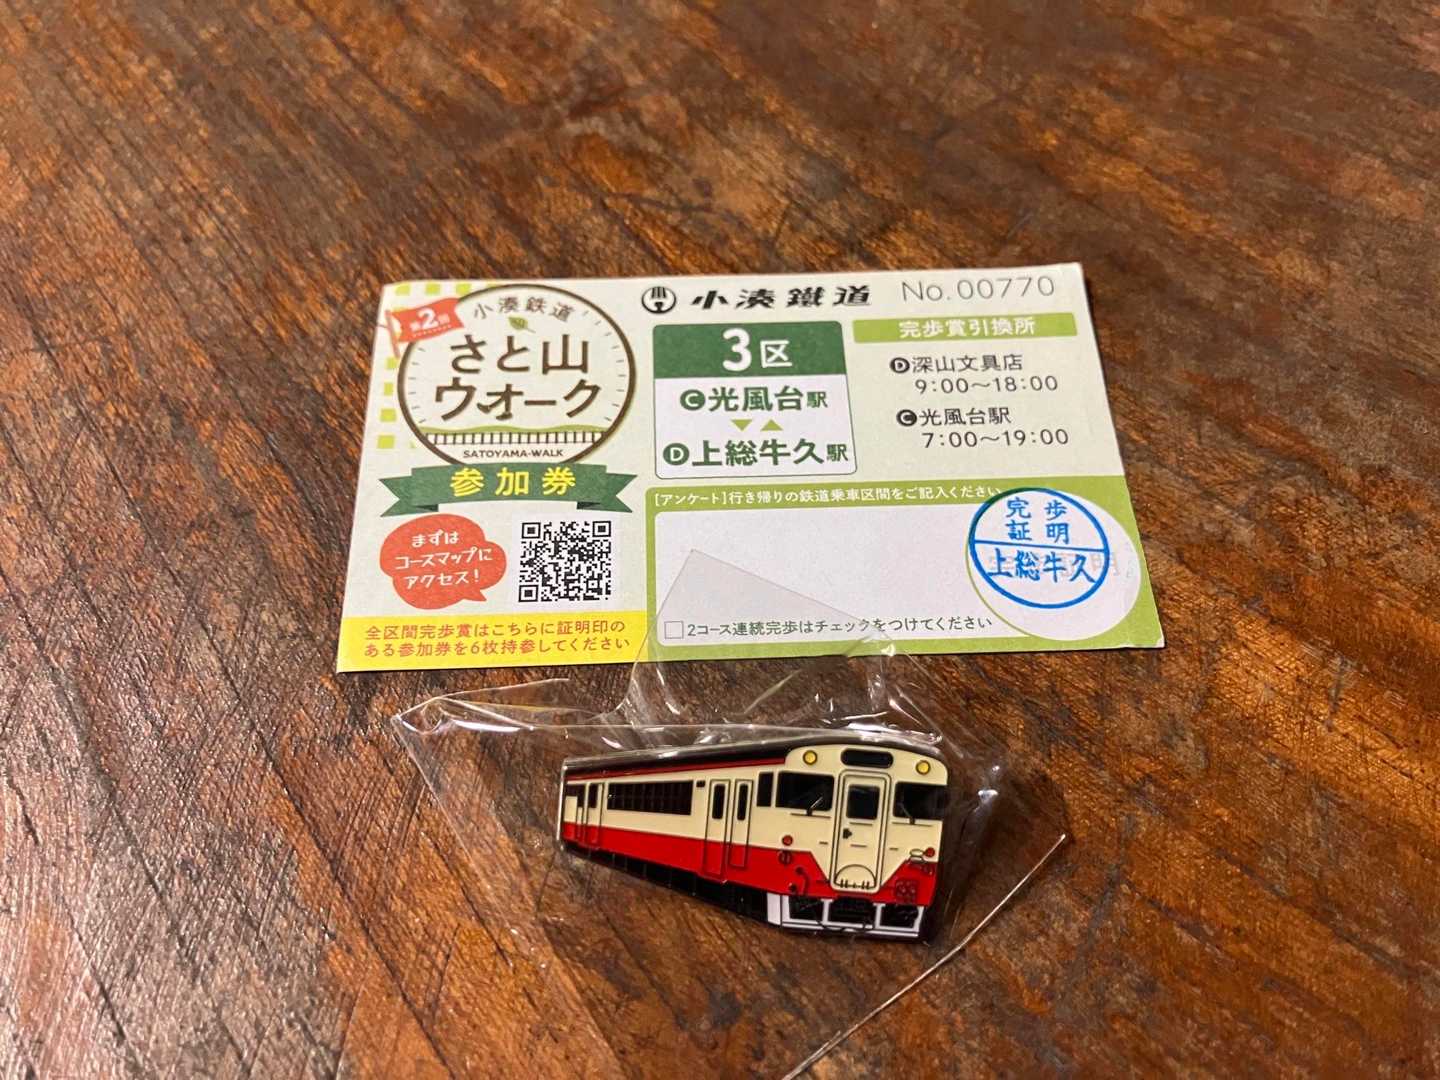 第2回
小湊鉄道
さと山
ウォーク
SATOYAMA-WALK
参加券
まずは
コースマップに
アクセス!
全区間完歩賞はこちらに証明印の
ある参加券を6枚持参してください
小湊鐵道
No.00770
3区
C光風台駅
D上総牛久駅
完歩賞引換所
D深山文具店
9:00〜18:00
C光風台駅
7:00〜19:00
[アンケート]行き帰りの鉄道乗車区間をご記入ください
完歩
証明
上総牛久
2コース連続完歩はチェックをつけてください